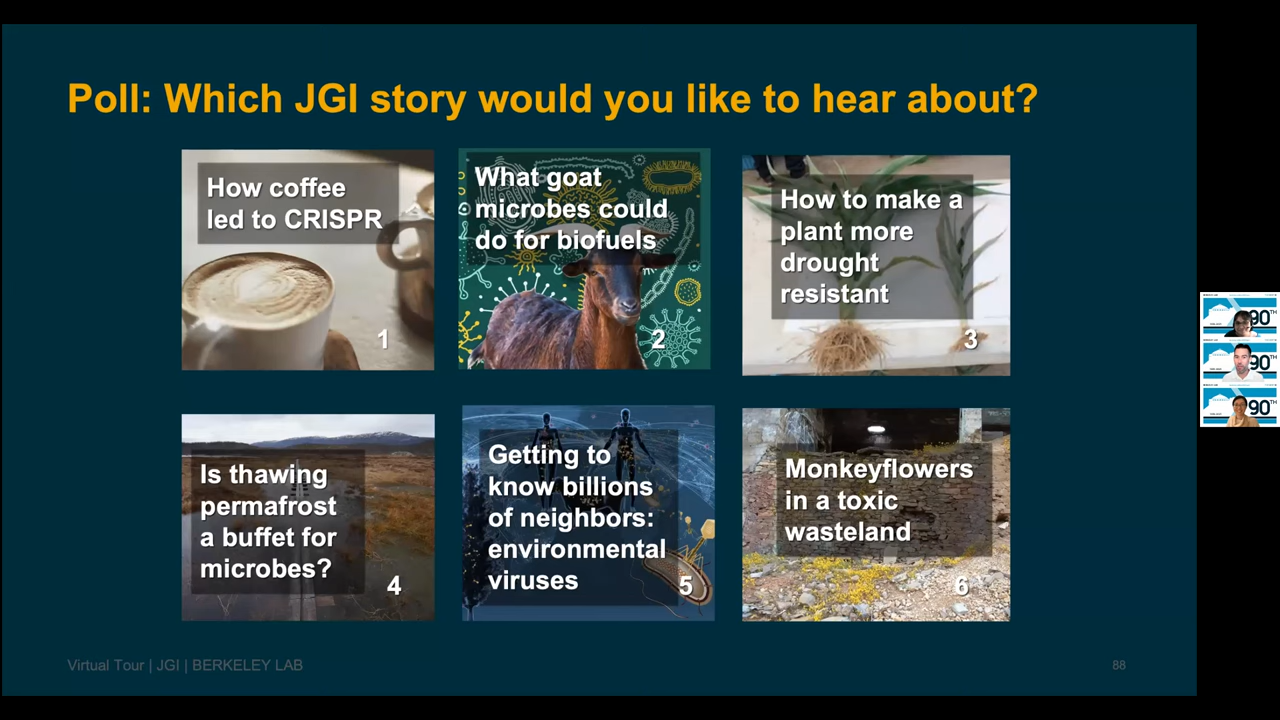 Poll: Which JGI story would you like to hear about?
How coffee
led to CRISPR
1
What goat
microbes could
do for biofuels
2
How to make a
plant more
drought
resistant
3
Is thawing
permafrost
a buffet for
microbes?
4
Getting to
know billions
of neighbors:
environmental
viruses
5
Monkeyflowers
in a toxic
wasteland
6
Virtual Tour | JGI | BERKELEY LAB
88
90TH
90TH
90TH